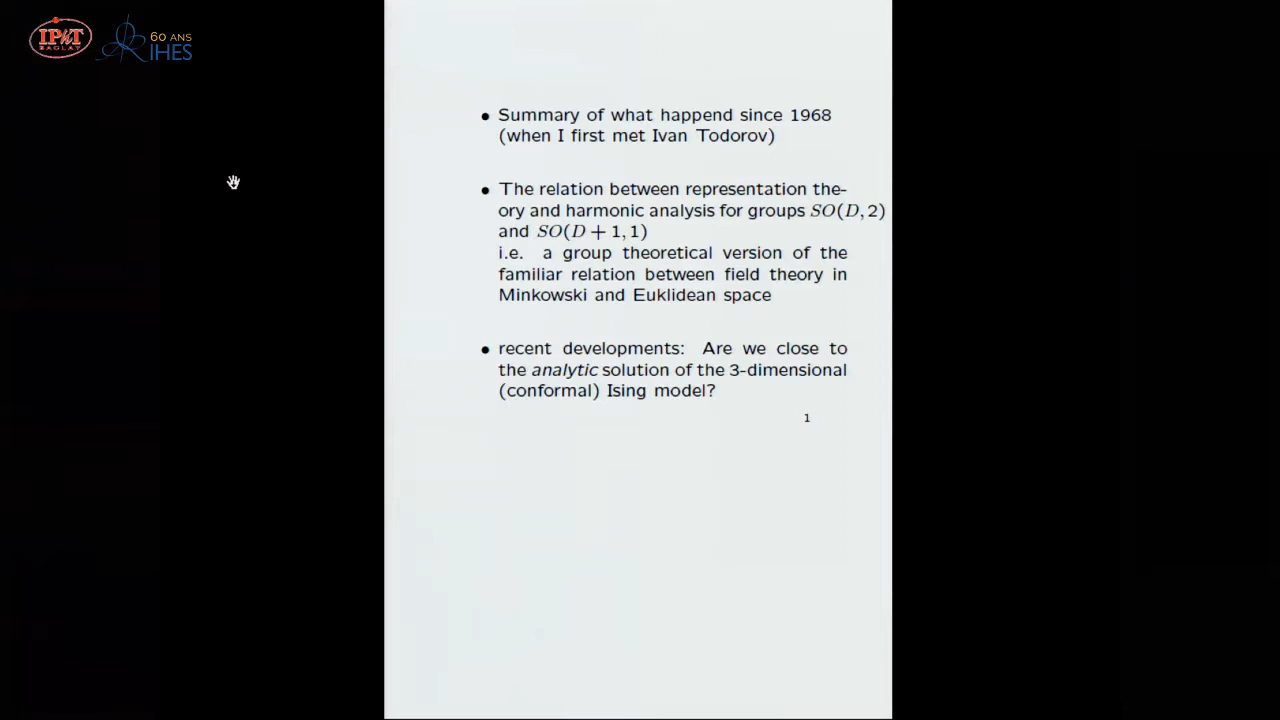 IPhT
SACLAY
60 ANS
IHES
• Summary of what happend since 1968
(when I first met Ivan Todorov)
• The relation between representation the-
ory and harmonic analysis for groups SO(D, 2)
and SO(D + 1, 1)
i.e. a group theoretical version of the
familiar relation between field theory in
Minkowski and Euklidean space
• recent developments: Are we close to
the analytic solution of the 3-dimensional
(conformal) Ising model?
1